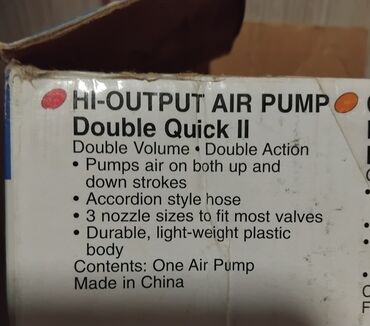 HI-OUTPUT AIR PUMP
Double Quick II
Double Volume • Double Action
• Pumps air on both up and
down strokes
• Accordion style hose
• 3 nozzle sizes to fit most valves
• Durable, light-weight plastic
body
Contents: One Air Pump
Made in China